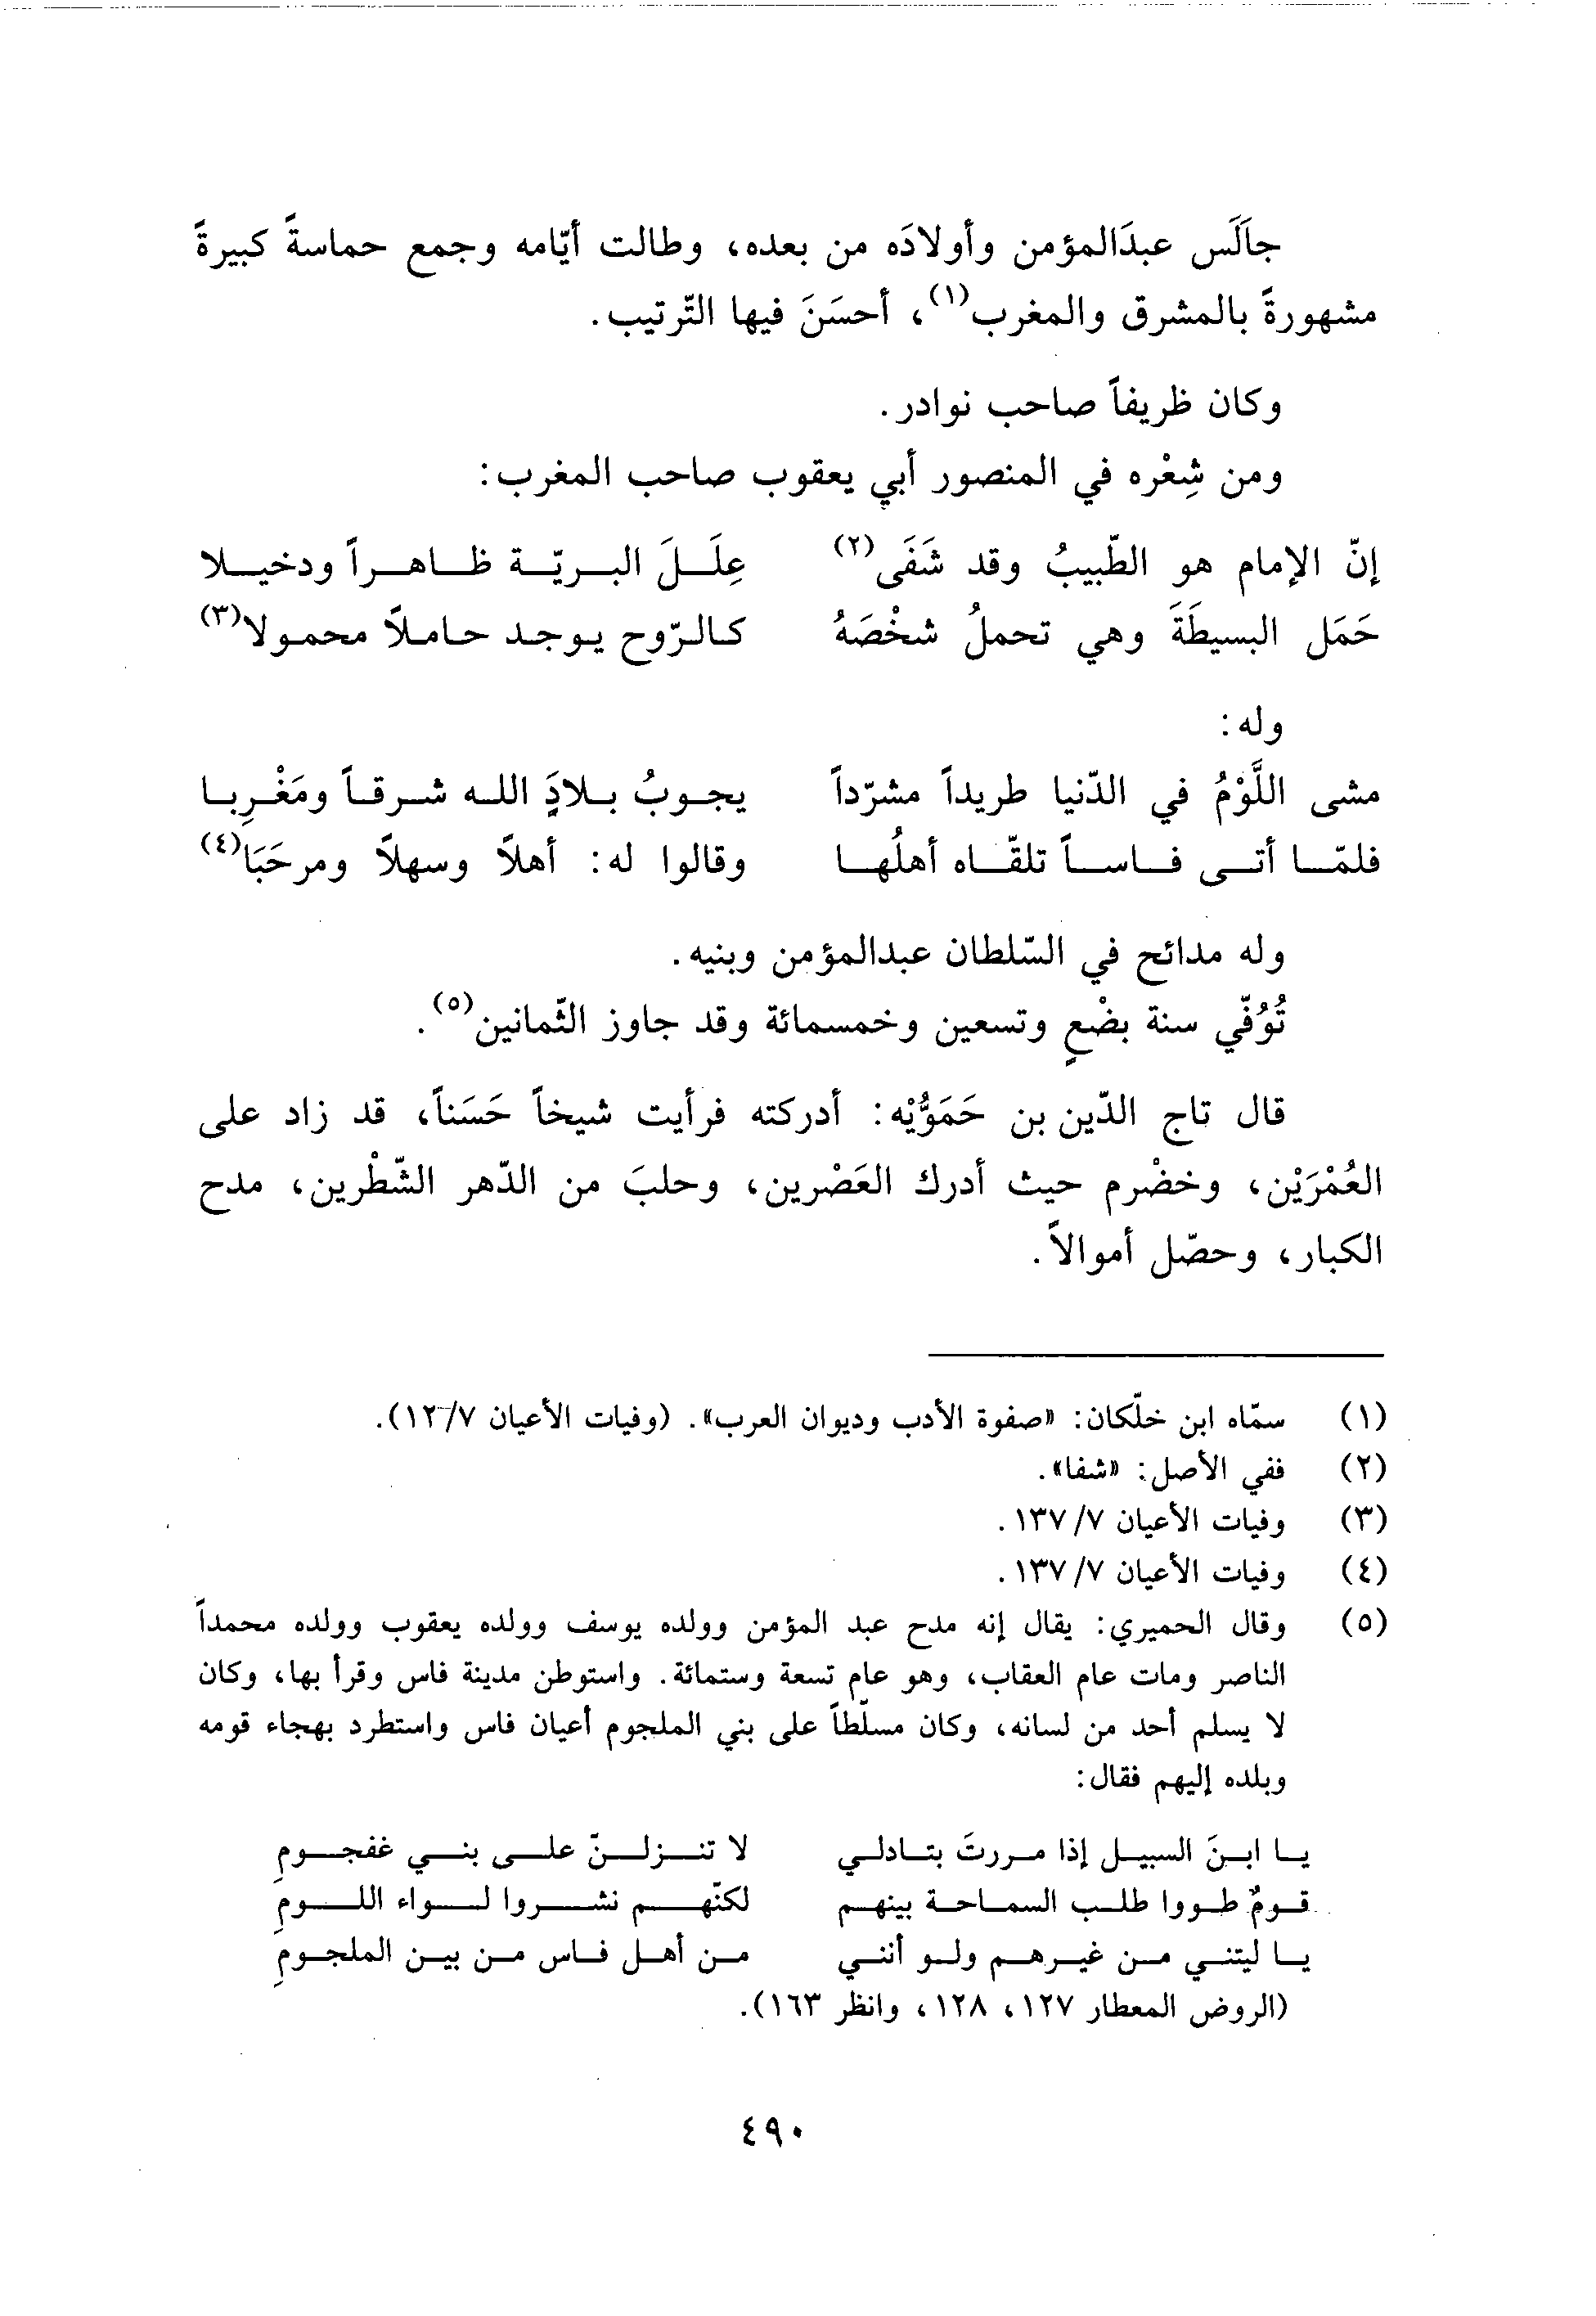 جاَلَس عبدَالمؤمن وأولادَه من بعده، وطالت أيّامه وجمع حماسةً كبيرةً
مشهورةً بالمشرق والمغرب(١)، أحسَنَ فيها التّرتيب.
وكان ظريفاً صاحب نوادر.
ومن شِعْره في المنصور أبي يعقوب صاحب المغرب:
إنّ الإمام هو الطّبيبُ وقد شَفَى(٢) عِلَلَ البريّة ظاهراً ودخيلا
حَمَل البسيطَةَ وهي تحملُ شخْصَهُ كالرّوح يوجد حاملاً محمولا(٣)
وله:
مشى اللَّوْمُ في الدّنيا طريداً مشرّداً يجوبُ بلادَ الله شرقاً ومَغْرِبا
فلمّا أتى فاساً تلقّاه أهلُها وقالوا له: أهلاً وسهلاً ومرحَبَا(٤)
وله مدائح في السّلطان عبدالمؤمن وبنيه.
تُوُفّي سنة بضْعٍ وتسعين وخمسمائة وقد جاوز الثّمانين(٥).
قال تاج الدّين بن حَمَوُّيْه: أدركته فرأيت شيخاً حَسَناً، قد زاد على
العُمْرَيْن، وخضْرم حيث أدرك العَصْرين، وحلبَ من الدّهر الشّطْرين، مدح
الكبار، وحصّل أموالاً.
(١) سمّاه ابن خلّكان: «صفوة الأدب وديوان العرب». (وفيات الأعيان ١٢/٧).
(٢) ففي الأصل: «شفا».
(٣) وفيات الأعيان ١٣٧/٧.
(٤) وفيات الأعيان ١٣٧/٧.
(٥) وقال الحميري: يقال إنه مدح عبد المؤمن وولده يوسف وولده يعقوب وولده محمداً
الناصر ومات عام العقاب، وهو عام تسعة وستمائة. واستوطن مدينة فاس وقرأ بها، وكان
لا يسلم أحد من لسانه، وكان مسلّطاً على بني الملجوم أعيان فاس واستطرد بهجاء قومه
وبلده إليهم فقال:
يا ابنَ السبيل إذا مررتَ بتادلي لا تنزلنّ على بني غفجومِ
قومٌ طووا طلب السماحة بينهم لكنّهم نشروا لواء اللومِ
يا ليتني من غيرهم ولو أنني من أهل فاس من بين الملجومِ
(الروض المعطار ١٢٧، ١٢٨، وانظر ١٦٣).
٤٩٠